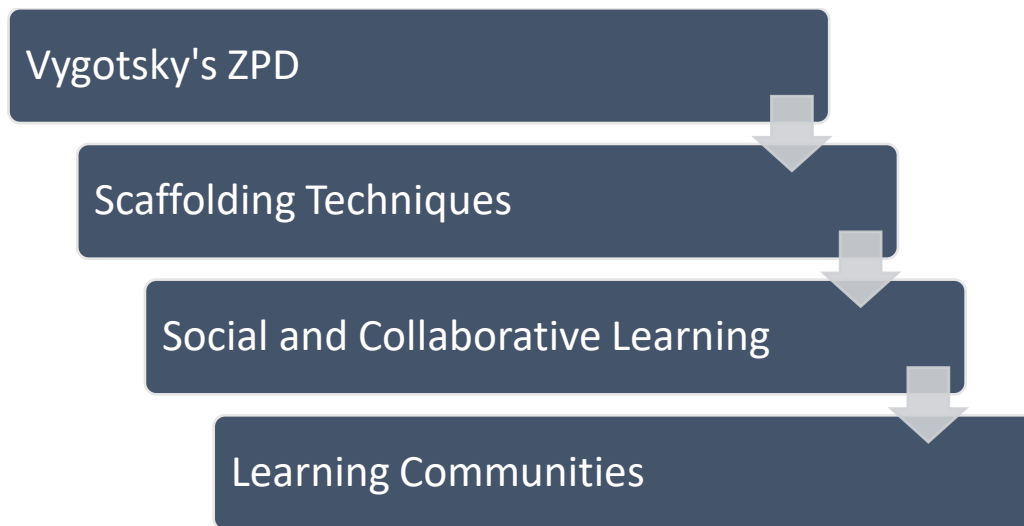 Vygotsky's ZPD
Scaffolding Techniques
Social and Collaborative Learning
Learning Communities